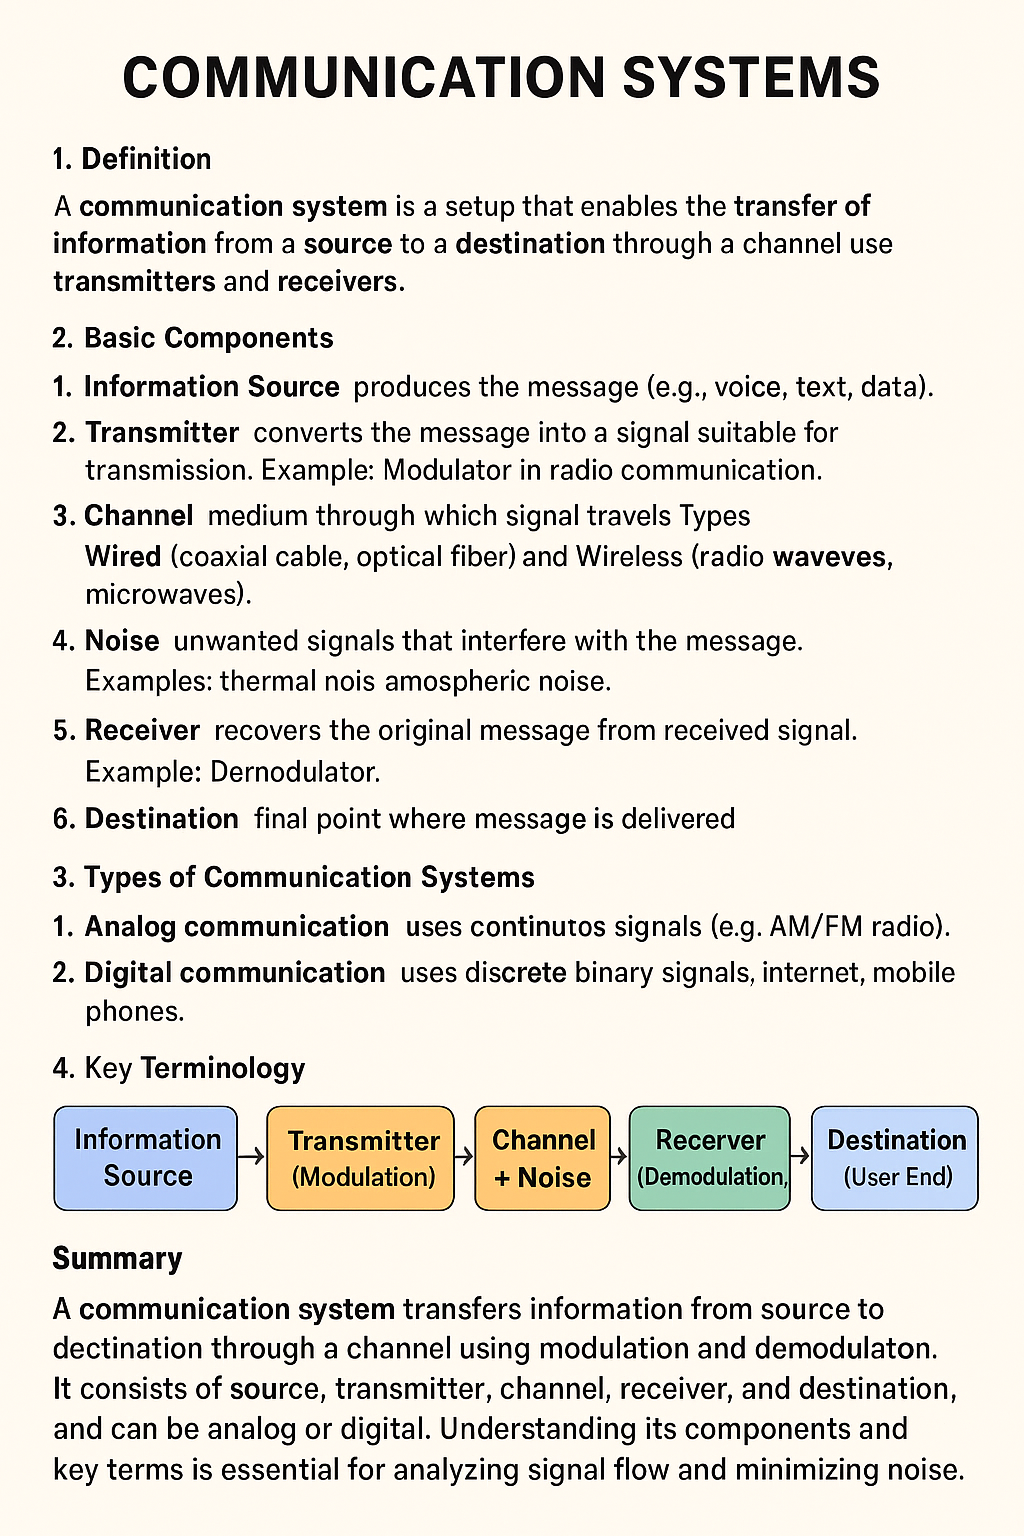 COMMUNICATION SYSTEMS
1. Definition
A communication system is a setup that enables the transfer of
information from a source to a destination through a channel use
transmitters and receivers.
2. Basic Components
1. Information Source produces the message (e.g., voice, text, data).
2. Transmitter converts the message into a signal suitable for
transmission. Example: Modulator in radio communication.
3. Channel medium through which signal travels Types
Wired (coaxial cable, optical fiber) and Wireless (radio waveves,
microwaves).
4. Noise unwanted signals that interfere with the message.
Examples: thermal nois amospheric noise.
5. Receiver recovers the original message from received signal.
Example: Dernodulator.
6. Destination final point where message is delivered
3. Types of Communication Systems
1. Analog communication uses continutos signals (e.g. AM/FM radio).
2. Digital communication uses discrete binary signals, internet, mobile
phones.
4. Key Terminology
Information
Source
Transmitter
(Modulation)
Channel
+ Noise
Recerver
(Demodulation,
Destination
(User End)
Summary
A communication system transfers information from source to
dectination through a channel using modulation and demodulaton.
It consists of source, transmitter, channel, receiver, and destination,
and can be analog or digital. Understanding its components and
key terms is essential for analyzing signal flow and minimizing noise.